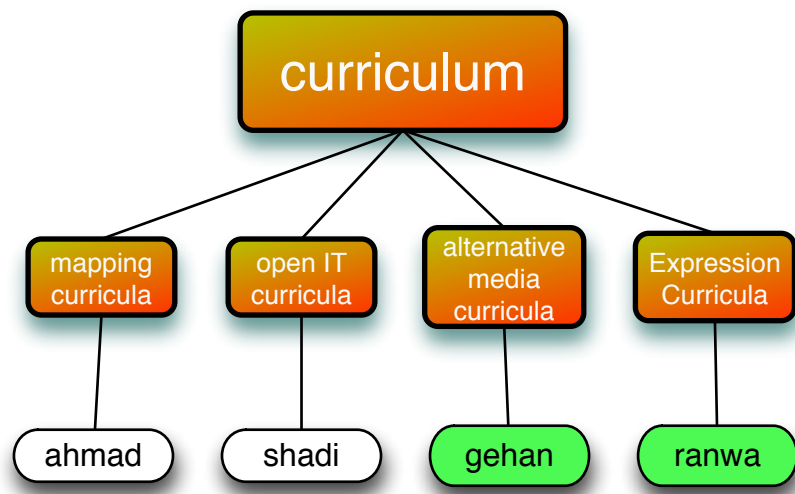 curriculum
mapping
curricula
open IT
curricula
alternative
media
curricula
Expression
Curricula
ahmad
shadi
gehan
ranwa